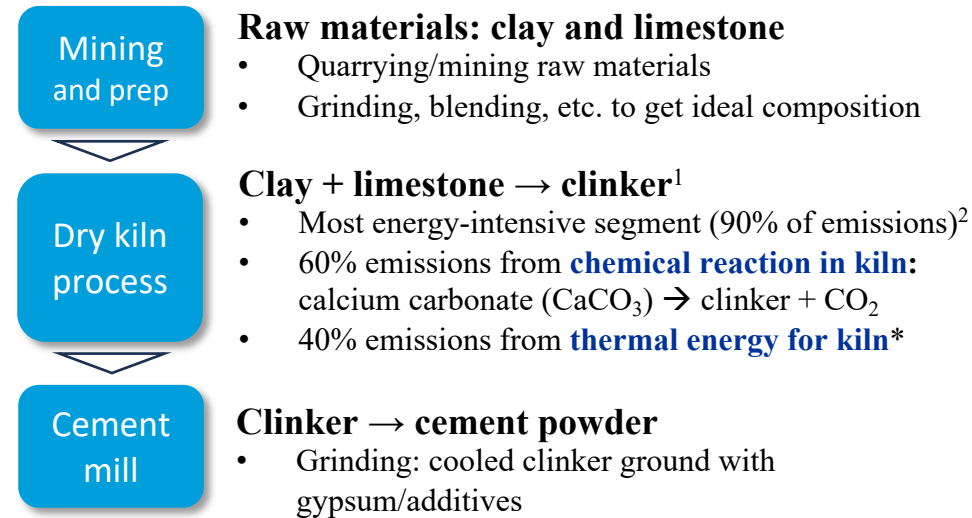 Mining
and prep
Raw materials: clay and limestone
• Quarrying/mining raw materials
• Grinding, blending, etc. to get ideal composition
Dry kiln
process
Clay + limestone → clinker¹
• Most energy-intensive segment (90% of emissions)²
• 60% emissions from chemical reaction in kiln:
calcium carbonate (CaCO₃) → clinker + CO₂
• 40% emissions from thermal energy for kiln*
Cement
mill
Clinker → cement powder
• Grinding: cooled clinker ground with
gypsum/additives